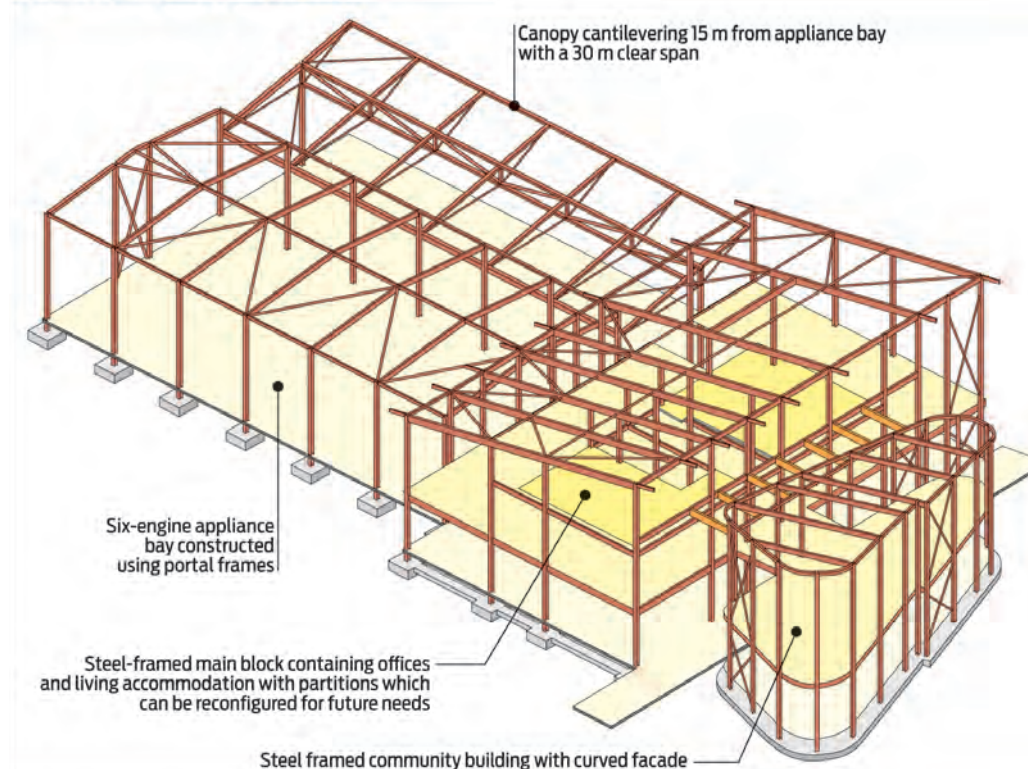 Canopy cantilevering 15 m from appliance bay
with a 30 m clear span
Six-engine appliance
bay constructed
using portal frames
Steel-framed main block containing offices
and living accommodation with partitions which
can be reconfigured for future needs
Steel framed community building with curved facade